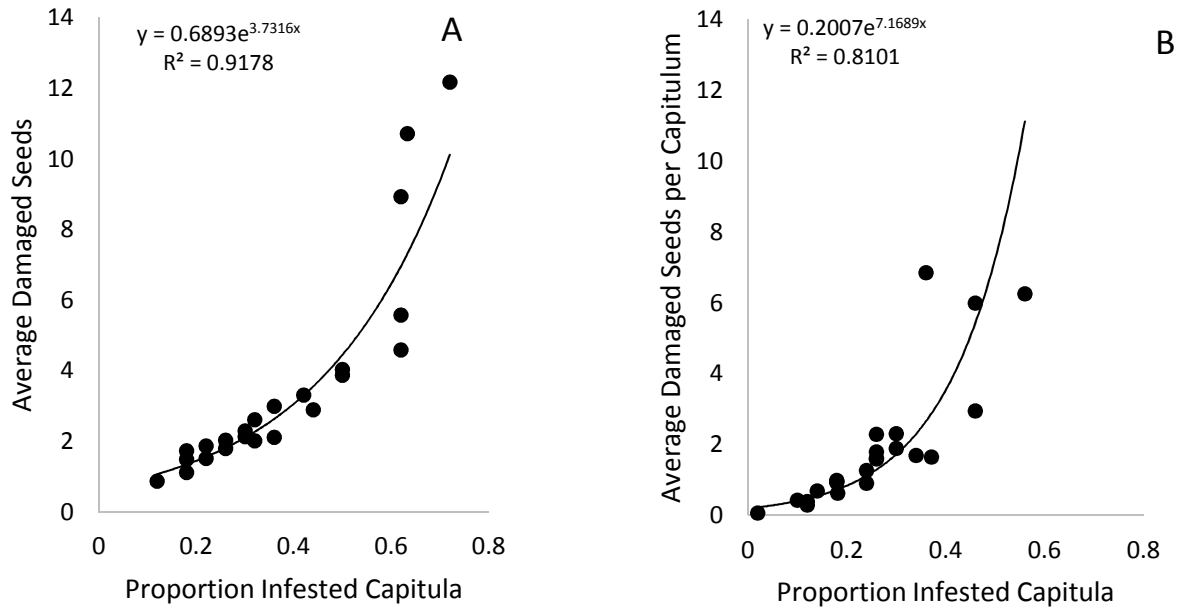 A
y = 0.6893e^3.7316x
R² = 0.9178
Average Damaged Seeds
14
12
10
8
6
4
2
0
0 0.2 0.4 0.6 0.8
Proportion Infested Capitula
B
y = 0.2007e^7.1689x
R² = 0.8101
Average Damaged Seeds per Capitulum
14
12
10
8
6
4
2
0
0 0.2 0.4 0.6 0.8
Proportion Infested Capitula